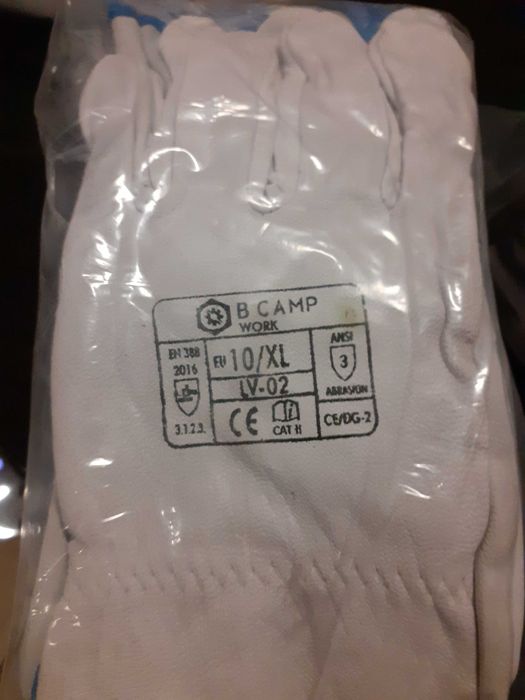 B CAMP
WORK
EN 388
2016
3.1.2.3.
EU 10/XL
LV-02
CE
CAT II
ANSI
3
ABRASION
CE/DG-2